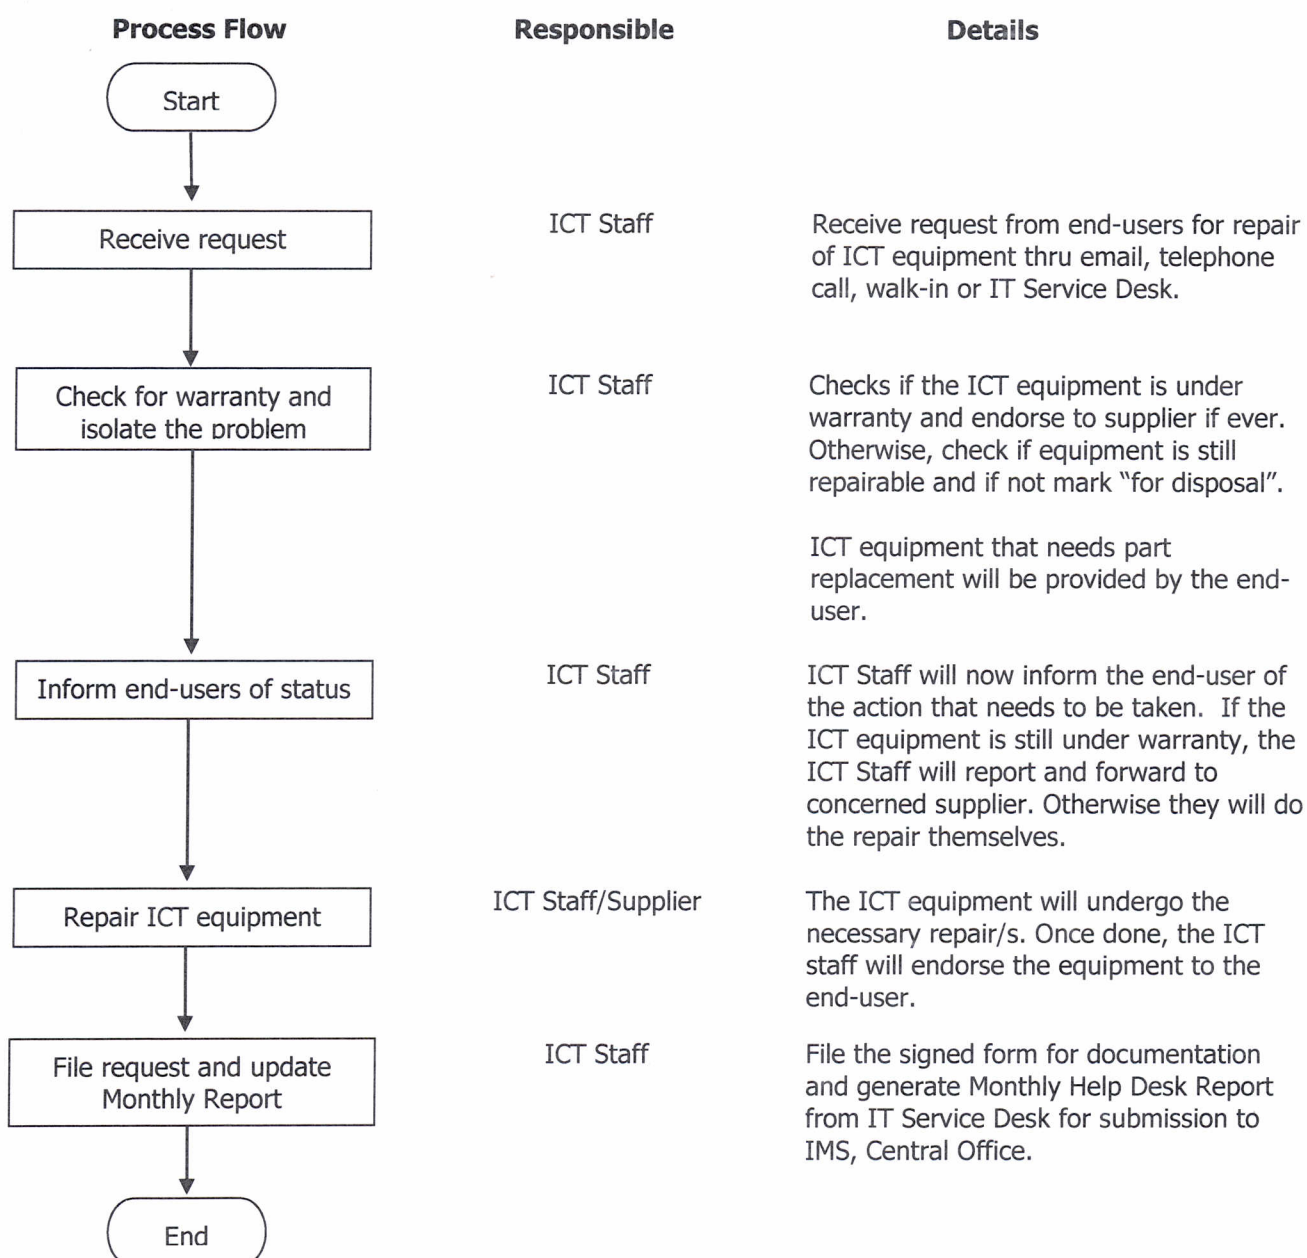 Process Flow
Responsible
Details
Start
Receive request
ICT Staff
Receive request from end-users for repair
of ICT equipment thru email, telephone
call, walk-in or IT Service Desk.
Check for warranty and
isolate the problem
ICT Staff
Checks if the ICT equipment is under
warranty and endorse to supplier if ever.
Otherwise, check if equipment is still
repairable and if not mark “for disposal”.
ICT equipment that needs part
replacement will be provided by the end-
user.
Inform end-users of status
ICT Staff
ICT Staff will now inform the end-user of
the action that needs to be taken.  If the
ICT equipment is still under warranty, the
ICT Staff will report and forward to
concerned supplier. Otherwise they will do
the repair themselves.
Repair ICT equipment
ICT Staff/Supplier
The ICT equipment will undergo the
necessary repair/s. Once done, the ICT
staff will endorse the equipment to the
end-user.
File request and update
Monthly Report
ICT Staff
File the signed form for documentation
and generate Monthly Help Desk Report
from IT Service Desk for submission to
IMS, Central Office.
End